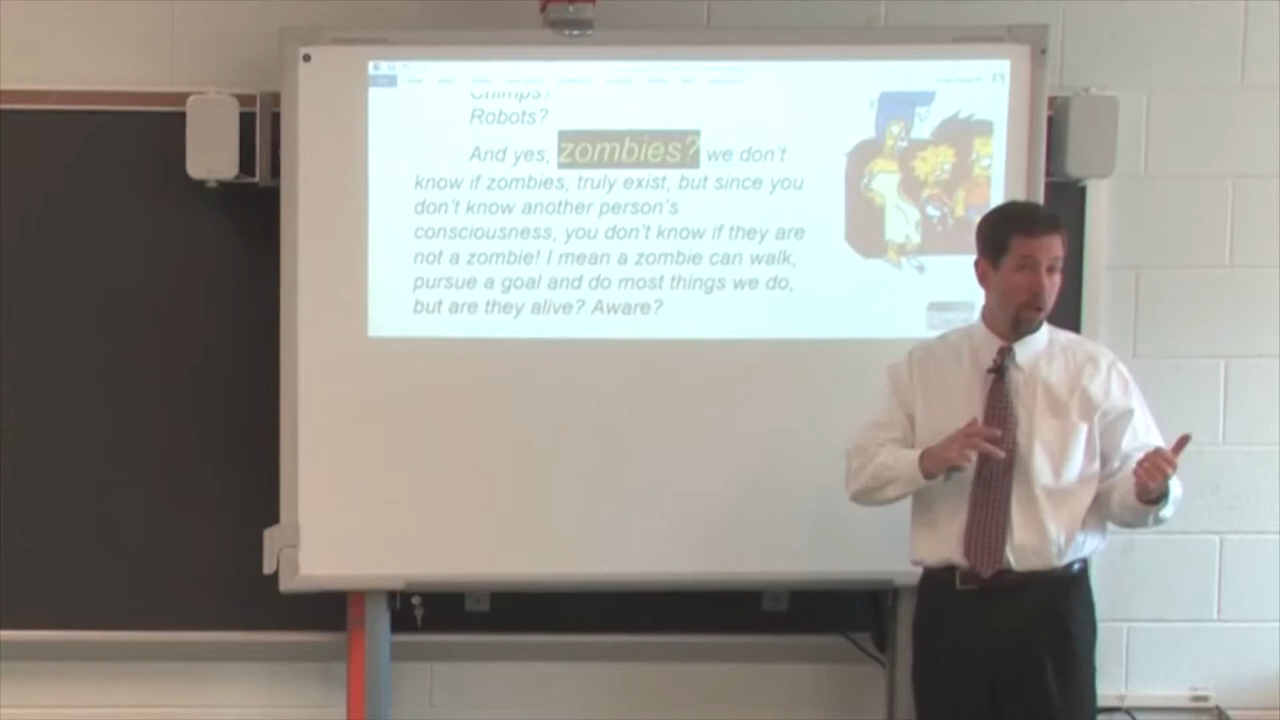 Chimps?
Robots?
And yes, zombies? we don't
know if zombies, truly exist, but since you
don't know another person's
consciousness, you don't know if they are
not a zombie! I mean a zombie can walk,
pursue a goal and do most things we do,
but are they alive? Aware?